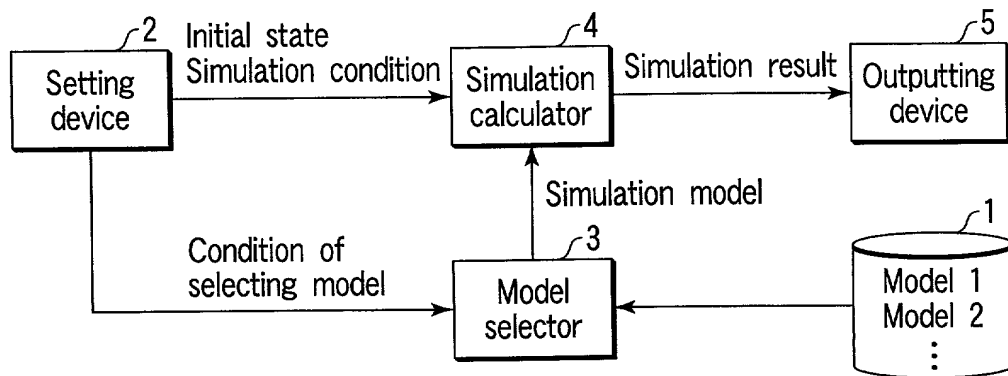 2
Setting
device
Initial state
Simulation condition
4
Simulation
calculator
Simulation result
5
Outputting
device
Simulation model
Condition of
selecting model
3
Model
selector
1
Model 1
Model 2
⋮